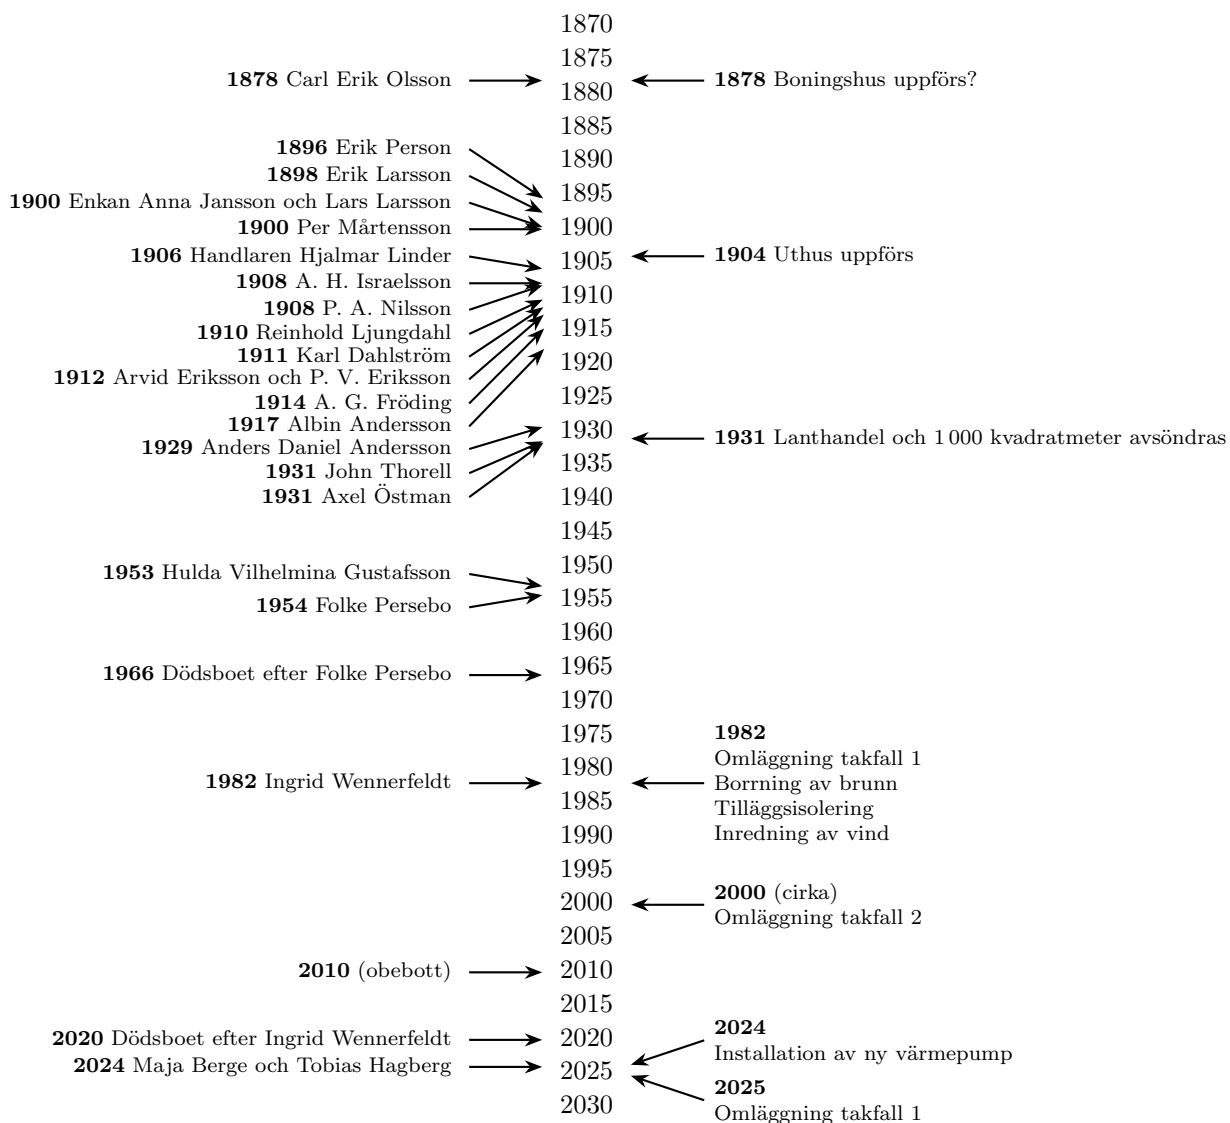 1870
1875
1878 Carl Erik Olsson
1878 Boningshus uppförs?
1880
1885
1896 Erik Person
1890
1898 Erik Larsson
1895
1900 Enkan Anna Jansson och Lars Larsson
1900 Per Mårtensson
1900
1906 Handlaren Hjalmar Linder
1904 Uthus uppförs
1905
1908 A. H. Israelsson
1910
1908 P. A. Nilsson
1910 Reinhold Ljungdahl
1915
1911 Karl Dahlström
1920
1912 Arvid Eriksson och P. V. Eriksson
1914 A. G. Fröding
1925
1917 Albin Andersson
1930
1931 Lanthandel och 1 000 kvadratmeter avsöndras
1929 Anders Daniel Andersson
1935
1931 John Thorell
1931 Axel Östman
1940
1945
1950
1953 Hulda Vilhelmina Gustafsson
1955
1954 Folke Persebo
1960
1965
1966 Dödsboet efter Folke Persebo
1970
1975
1982
Omläggning takfall 1
1980
1982 Ingrid Wennerfeldt
Borrning av brunn
1985
Tilläggsisolering
Inredning av vind
1990
1995
2000 (cirka)
2000
Omläggning takfall 2
2005
2010 (obebott)
2010
2015
2024
2020 Dödsboet efter Ingrid Wennerfeldt
2020
Installation av ny värmepump
2024 Maja Berge och Tobias Hagberg
2025
2025
2030
Omläggning takfall 1